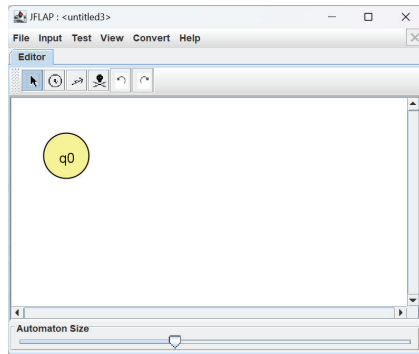 JFLAP : <untitled3>
File Input Test View Convert Help
Editor
q0
Automaton Size